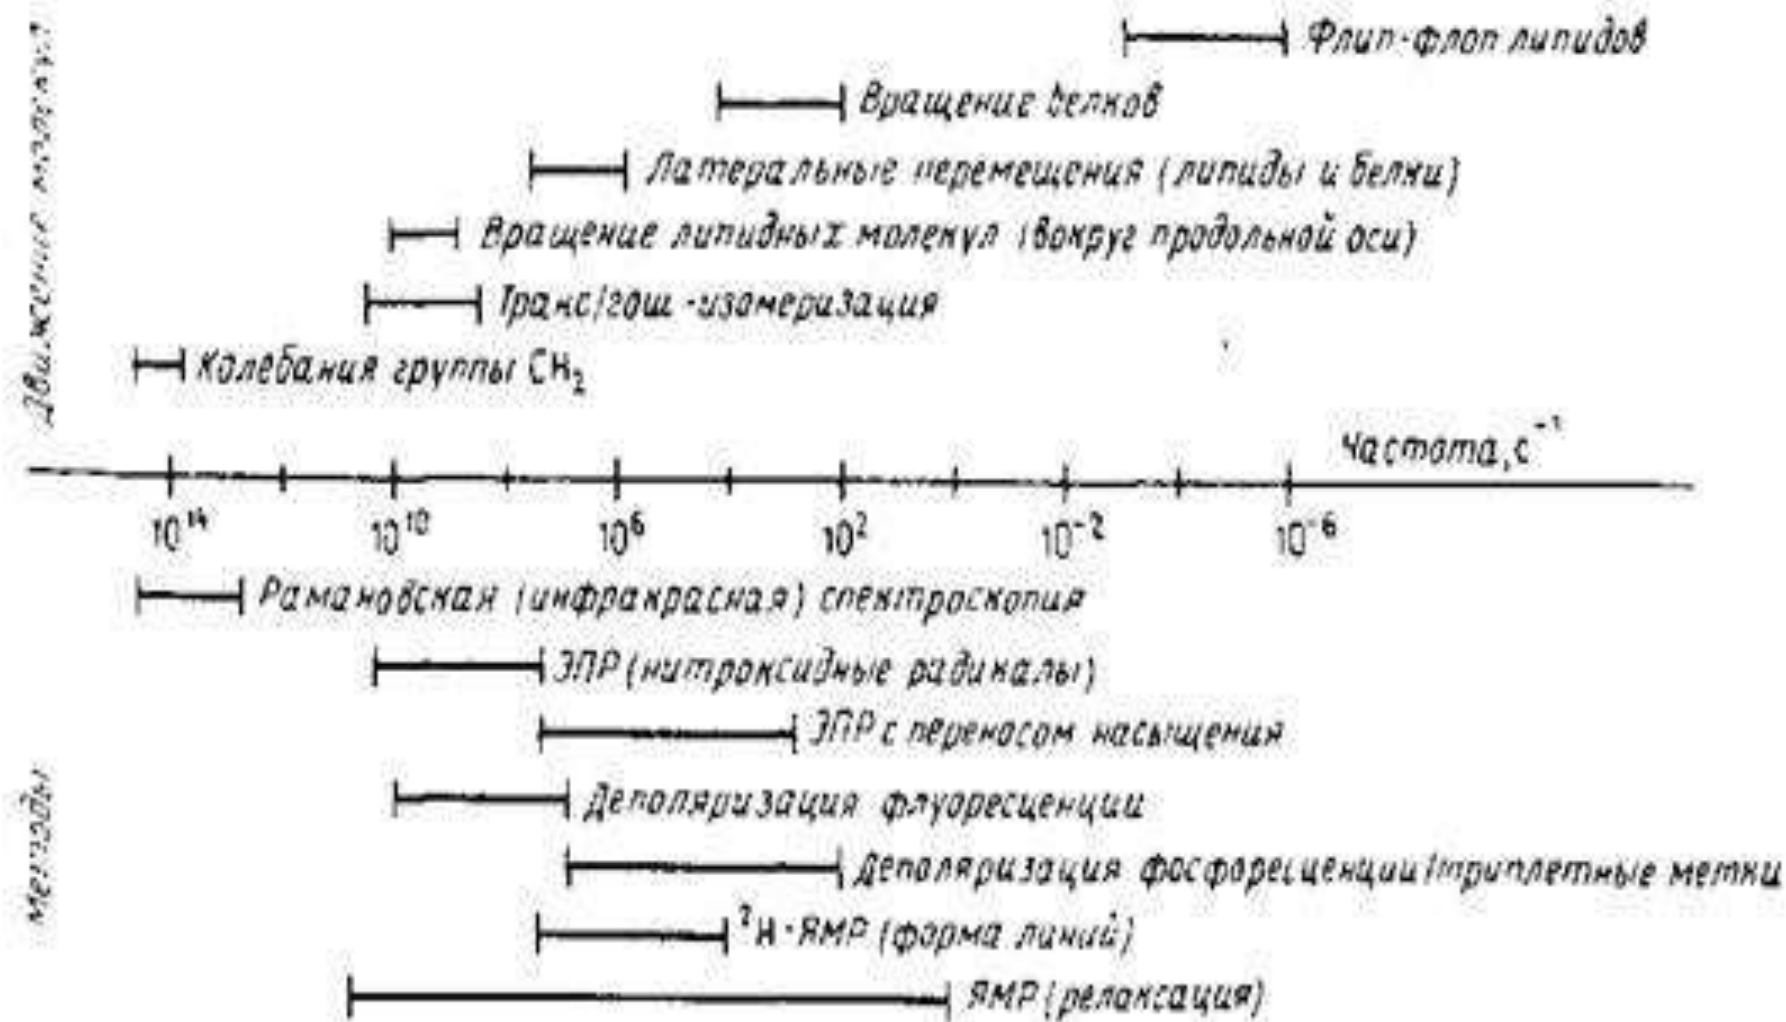 Движение молекул
Флип-флоп липидов
Вращение белков
Латеральные перемещения (липиды и белки)
Вращение липидных молекул (вокруг продольной оси)
Транс/гош-изомеризация
Колебания группы CH₂
Частота, с⁻¹
10¹⁴ 10¹⁰ 10⁶ 10² 10⁻² 10⁻⁶
Методы
Рамановская (инфракрасная) спектроскопия
ЭПР (нитроксидные радикалы)
ЭПР с переносом насыщения
Деполяризация флуоресценции
Деполяризация фосфоресценции/триплетные метки
²H-ЯМР (форма линий)
ЯМР (релаксация)